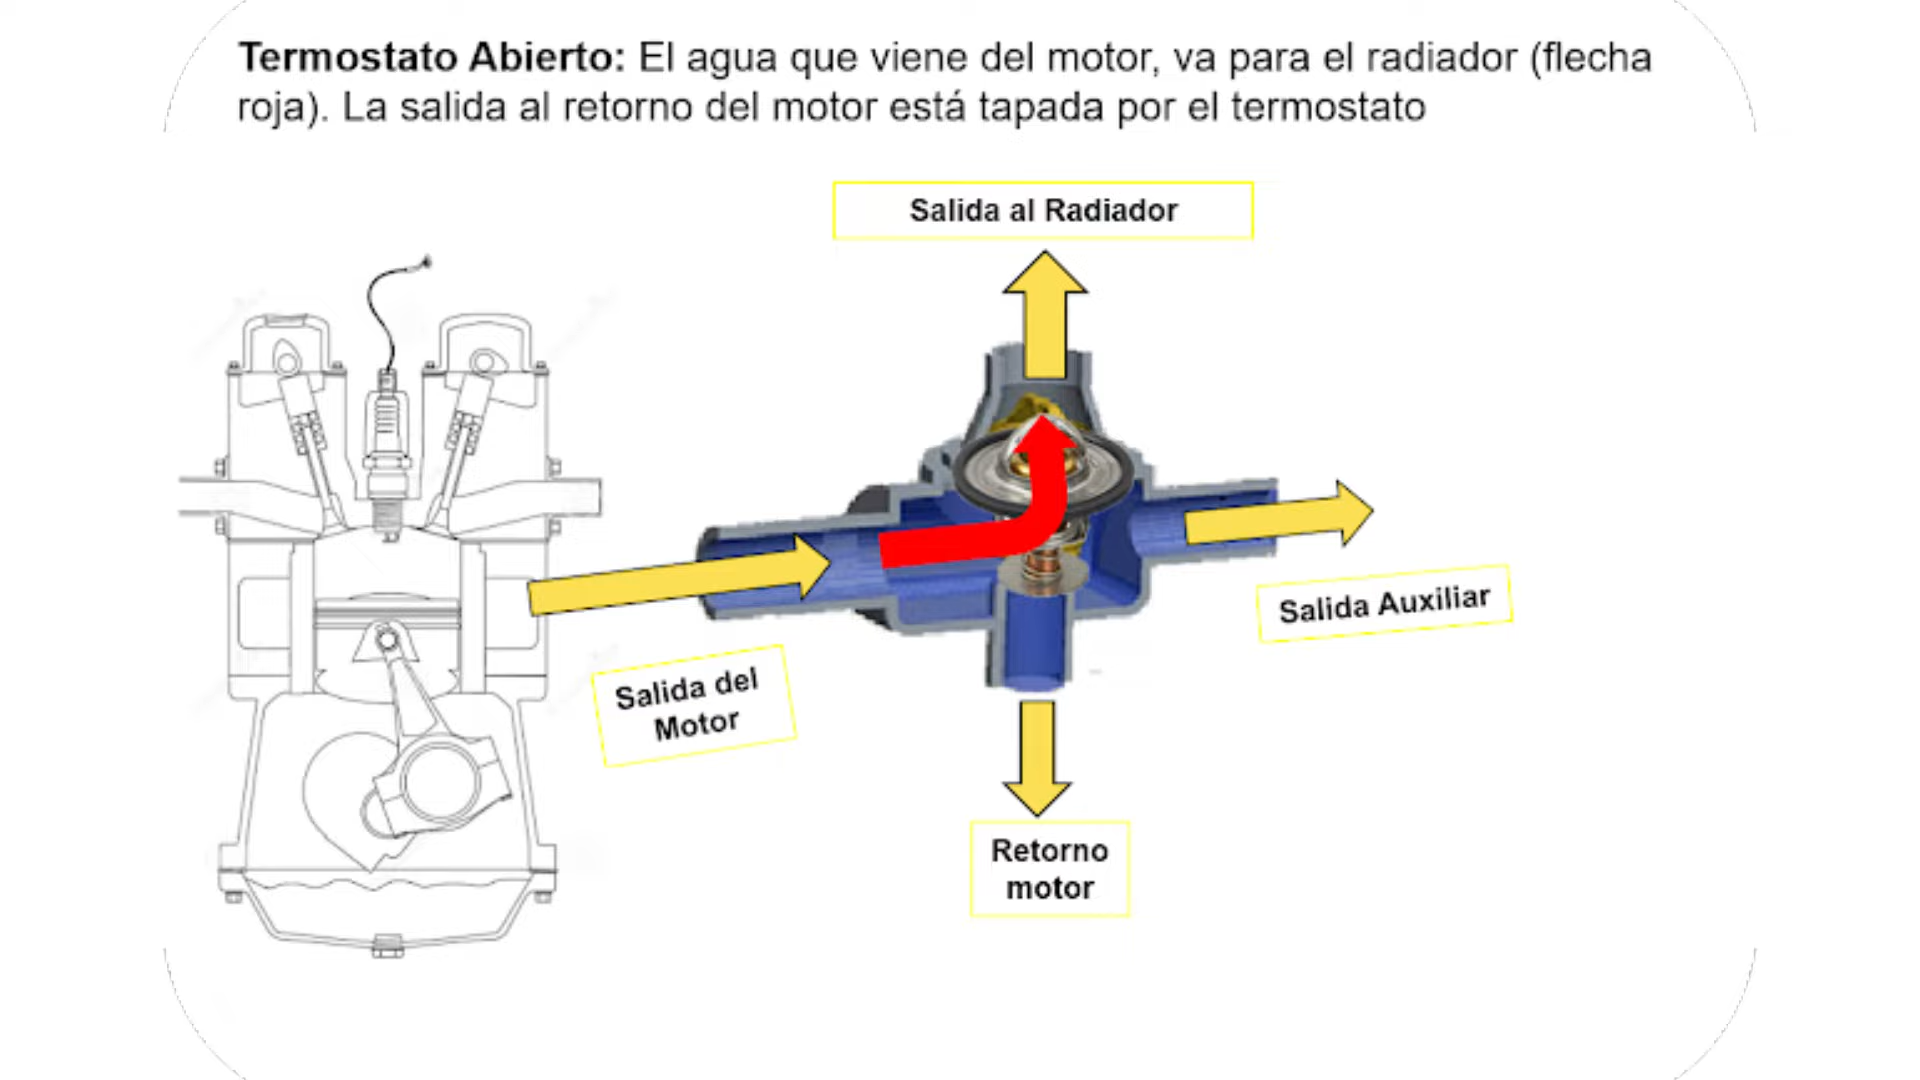 Termostato Abierto: El agua que viene del motor, va para el radiador (flecha
roja). La salida al retorno del motor está tapada por el termostato
Salida al Radiador
Salida Auxiliar
Salida del
Motor
Retorno
motor